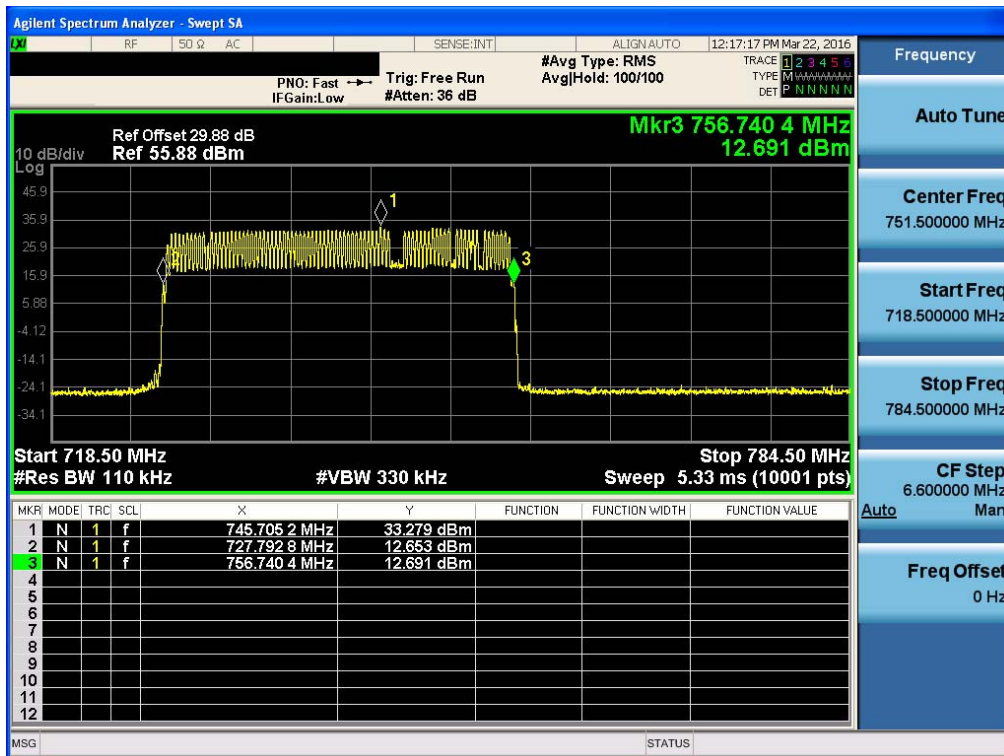 Agilent Spectrum Analyzer - Swept SA
LXI RF 50 Ω AC SENSE:INT ALIGN AUTO 12:17:17 PM Mar 22, 2016
Frequency
PNO: Fast
IFGain:Low
Trig: Free Run
#Atten: 36 dB
#Avg Type: RMS
Avg|Hold: 100/100
TRACE 1 2 3 4 5 6
TYPE M
DET P N N N N N
Auto Tune
Ref Offset 29.88 dB
10 dB/div Ref 55.88 dBm
Log
Mkr3 756.740 4 MHz
12.691 dBm
45.9
35.9
25.9
15.9
5.88
-4.12
-14.1
-24.1
-34.1
1
2
3
Center Freq
751.500000 MHz
Start Freq
718.500000 MHz
Stop Freq
784.500000 MHz
Start 718.50 MHz Stop 784.50 MHz
#Res BW 110 kHz #VBW 330 kHz Sweep 5.33 ms (10001 pts)
CF Step
6.600000 MHz
Auto Man
Freq Offset
0 Hz
MKR MODE TRC SCL X Y FUNCTION FUNCTION WIDTH FUNCTION VALUE
1 N 1 f 745.705 2 MHz 33.279 dBm
2 N 1 f 727.792 8 MHz 12.653 dBm
3 N 1 f 756.740 4 MHz 12.691 dBm
4
5
6
7
8
9
10
11
12
MSG STATUS